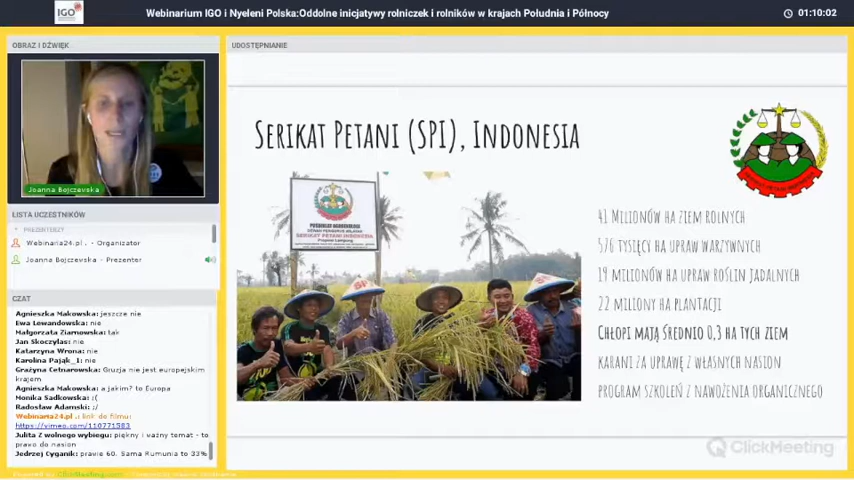 IGO
Webinarium IGO i Nyeleni Polska:Oddolne inicjatywy rolniczek i rolników w krajach Południa i Północy
01:10:02
OBRAZ I DŹWIĘK
Joanna Bojczewska
LISTA UCZESTNIKÓW
PREZENTERZY
Webinaria24.pl . - Organizator
Joanna Bojczewska - Prezenter
CZAT
Agnieszka Makowska: jeszcze nie
Ewa Lewandowska: nie
Małgorzata Ziarnowska: tak
Jan Skoczylas: nie
Katarzyna Wrona: nie
Karolina Pająk_1: nie
Grażyna Cetnarowska: Gruzja nie jest europejskim
krajem
Agnieszka Makowska: a jakim? to Europa
Monika Sadkowska: :(
Radosław Adamski: :/
Webinaria24.pl .: link do filmu:
https://vimeo.com/110771583
Julita Z wolnego wybiegu: piękny i ważny temat - to
prawo do nasion
Jedrzej Cyganik: prawie 60. Sama Rumunia to 33%
UDOSTĘPNIANIE
SERIKAT PETANI (SPI), INDONESIA
SERIKAT PETANI INDONESIA
41 MILIONÓW HA ZIEM ROLNYCH
576 TYSIĘCY HA UPRAW WARZYWNYCH
19 MILIONÓW HA UPRAW ROŚLIN JADALNYCH
22 MILIONY HA PLANTACJI
CHŁOPI MAJĄ ŚREDNIO 0,3 HA TYCH ZIEM
KARANI ZA UPRAWĘ Z WŁASNYCH NASION
PROGRAM SZKOLEŃ Z NAWOŻENIA ORGANICZNEGO
ClickMeeting